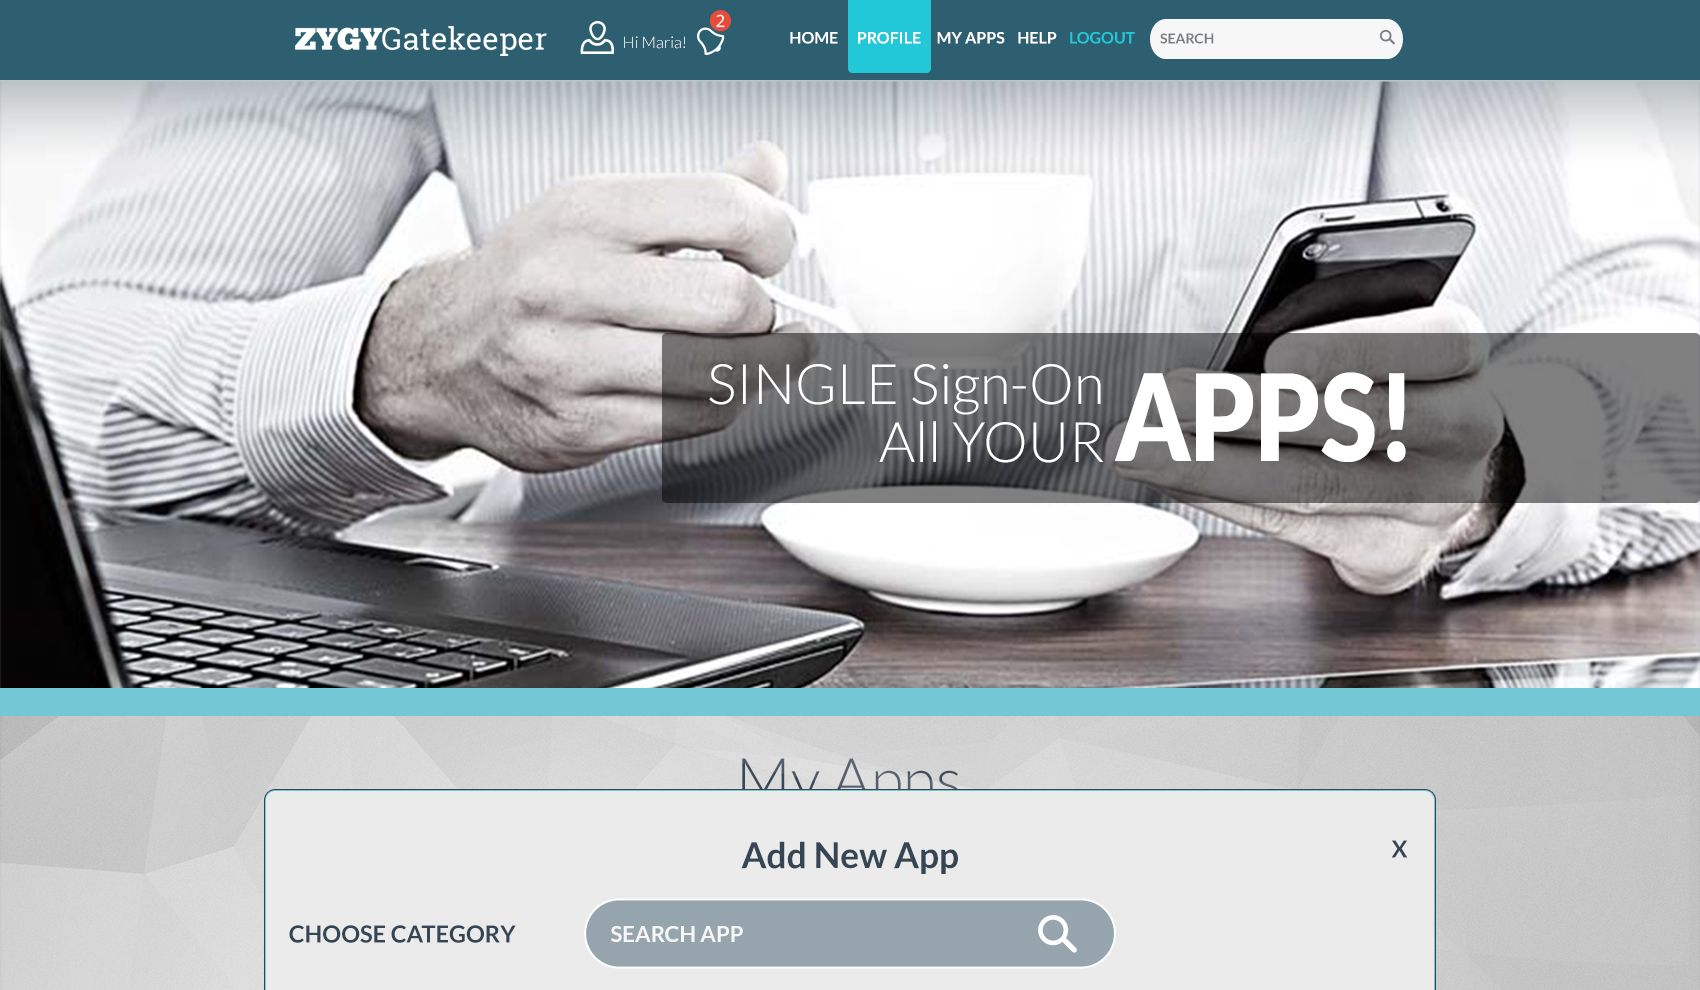 ZYGYGatekeeper
Hi Maria!
2
HOME PROFILE MY APPS HELP LOGOUT
SEARCH
SINGLE Sign-On
All YOUR
APPS!
My Apps
Add New App
X
CHOOSE CATEGORY
SEARCH APP